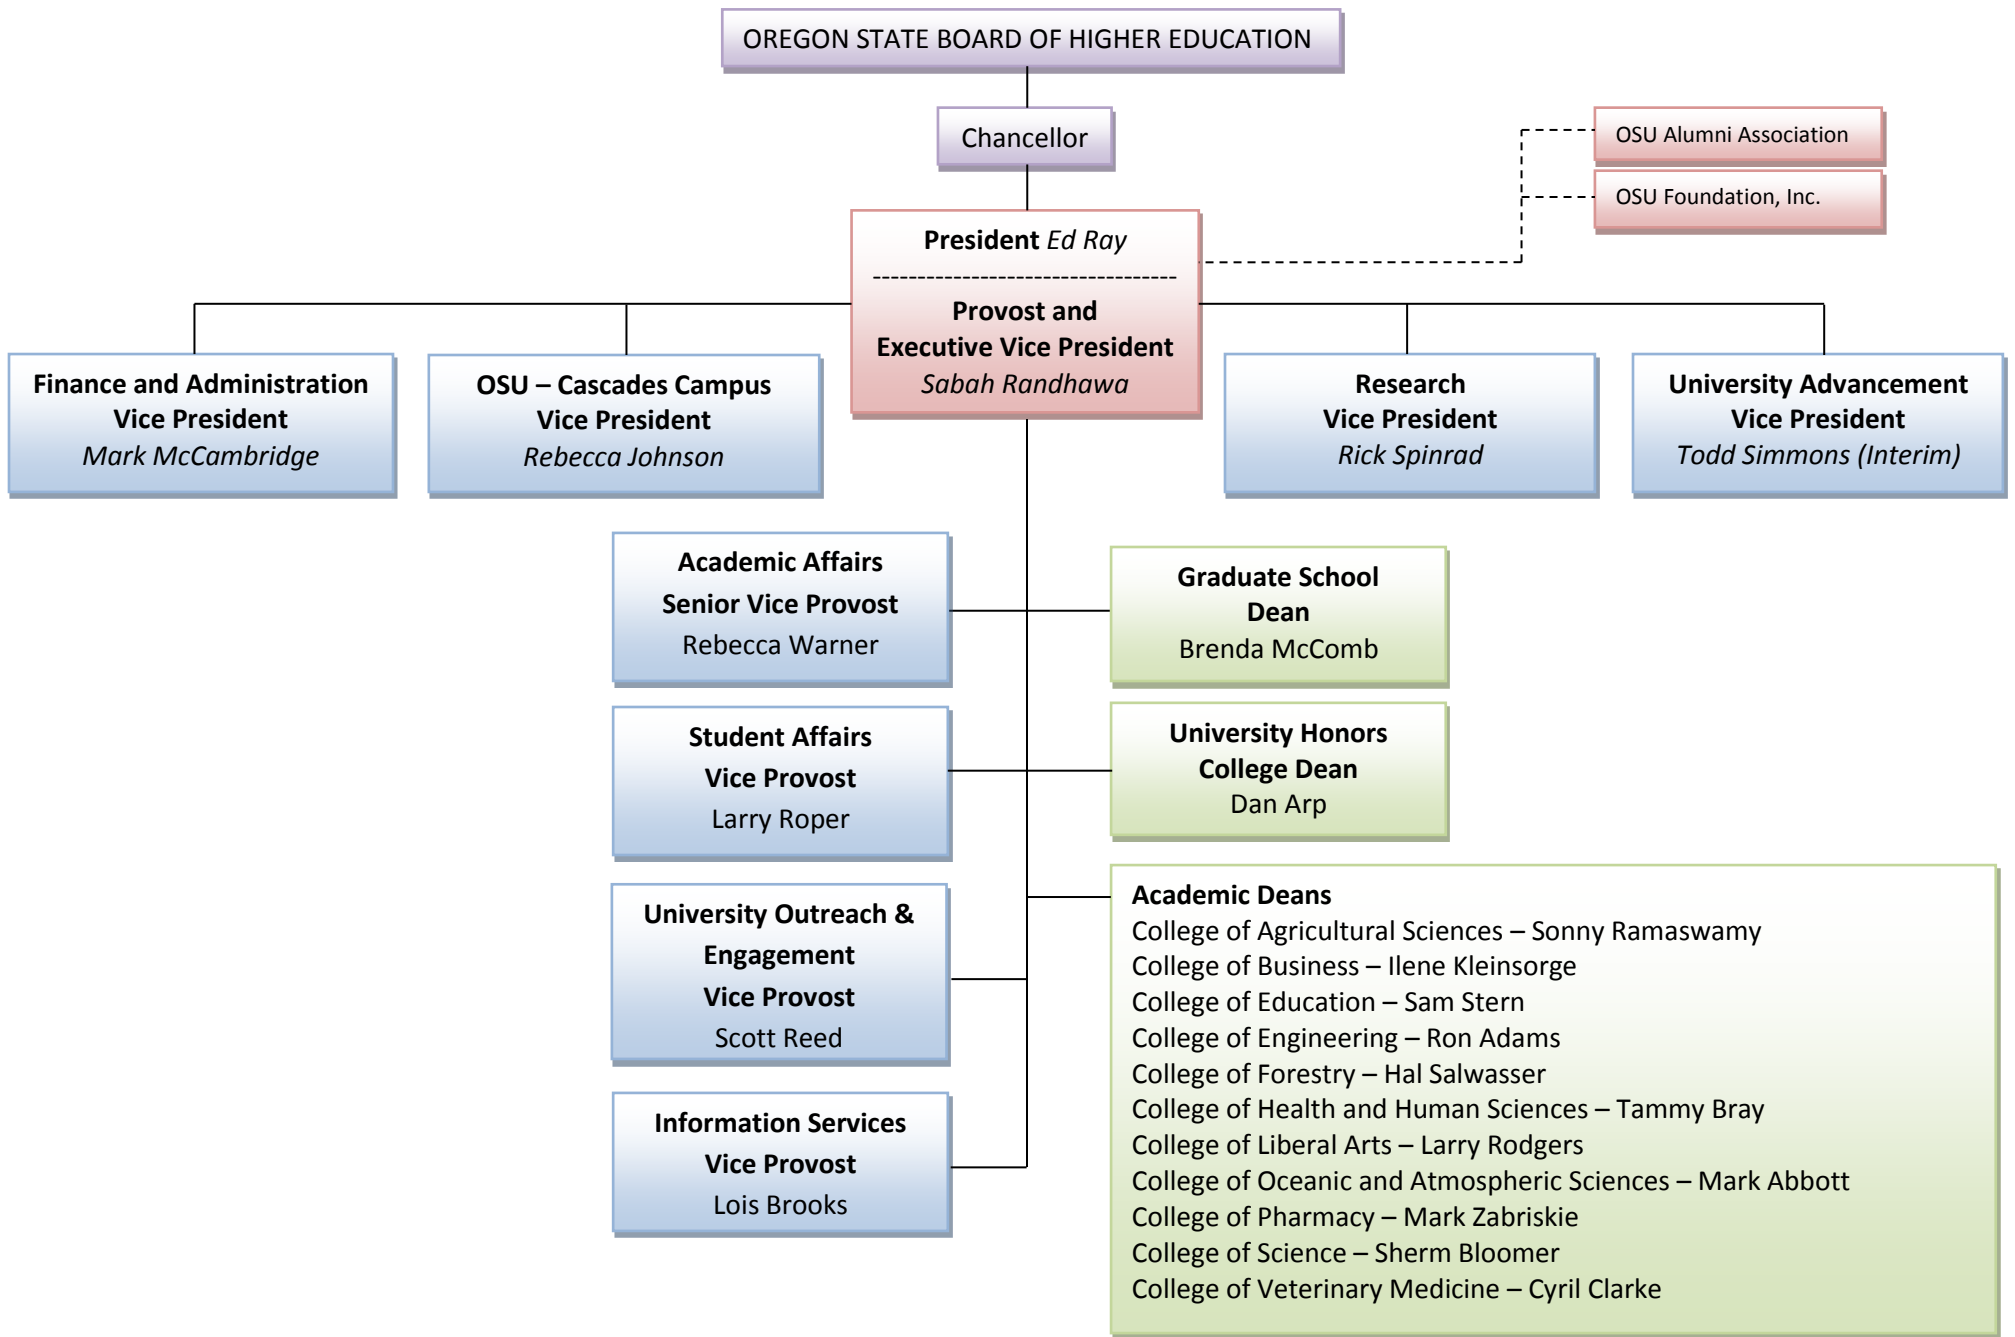 OREGON STATE BOARD OF HIGHER EDUCATION
Chancellor
OSU Alumni Association
OSU Foundation, Inc.
President Ed Ray
----------------------------------
Provost and
Executive Vice President
Sabah Randhawa
Finance and Administration
Vice President
Mark McCambridge
OSU – Cascades Campus
Vice President
Rebecca Johnson
Research
Vice President
Rick Spinrad
University Advancement
Vice President
Todd Simmons (Interim)
Academic Affairs
Senior Vice Provost
Rebecca Warner
Graduate School
Dean
Brenda McComb
Student Affairs
Vice Provost
Larry Roper
University Honors
College Dean
Dan Arp
University Outreach &
Engagement
Vice Provost
Scott Reed
Information Services
Vice Provost
Lois Brooks
Academic Deans
College of Agricultural Sciences – Sonny Ramaswamy
College of Business – Ilene Kleinsorge
College of Education – Sam Stern
College of Engineering – Ron Adams
College of Forestry – Hal Salwasser
College of Health and Human Sciences – Tammy Bray
College of Liberal Arts – Larry Rodgers
College of Oceanic and Atmospheric Sciences – Mark Abbott
College of Pharmacy – Mark Zabriskie
College of Science – Sherm Bloomer
College of Veterinary Medicine – Cyril Clarke